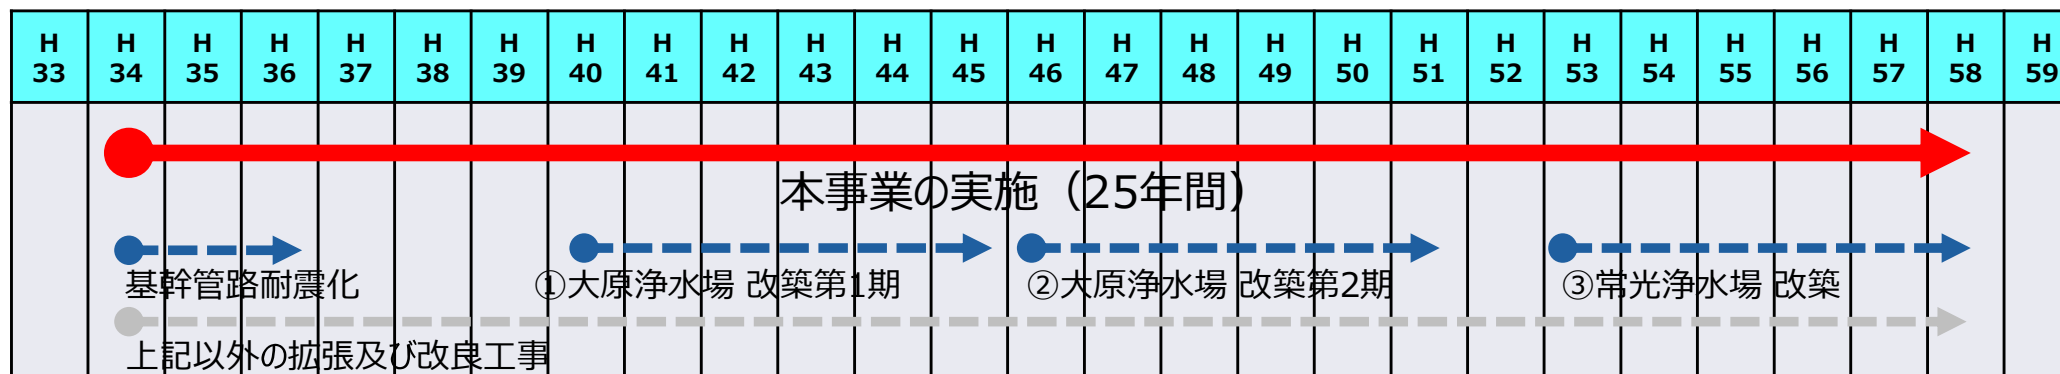 H H H H H H H H H H H H H H H H H H H H H H H H H H H
33 34 35 36 37 38 39 40 41 42 43 44 45 46 47 48 49 50 51 52 53 54 55 56 57 58 59
本事業の実施（25年間）
基幹管路耐震化 ①大原浄水場 改築第1期 ②大原浄水場 改築第2期 ③常光浄水場 改築
上記以外の拡張及び改良工事